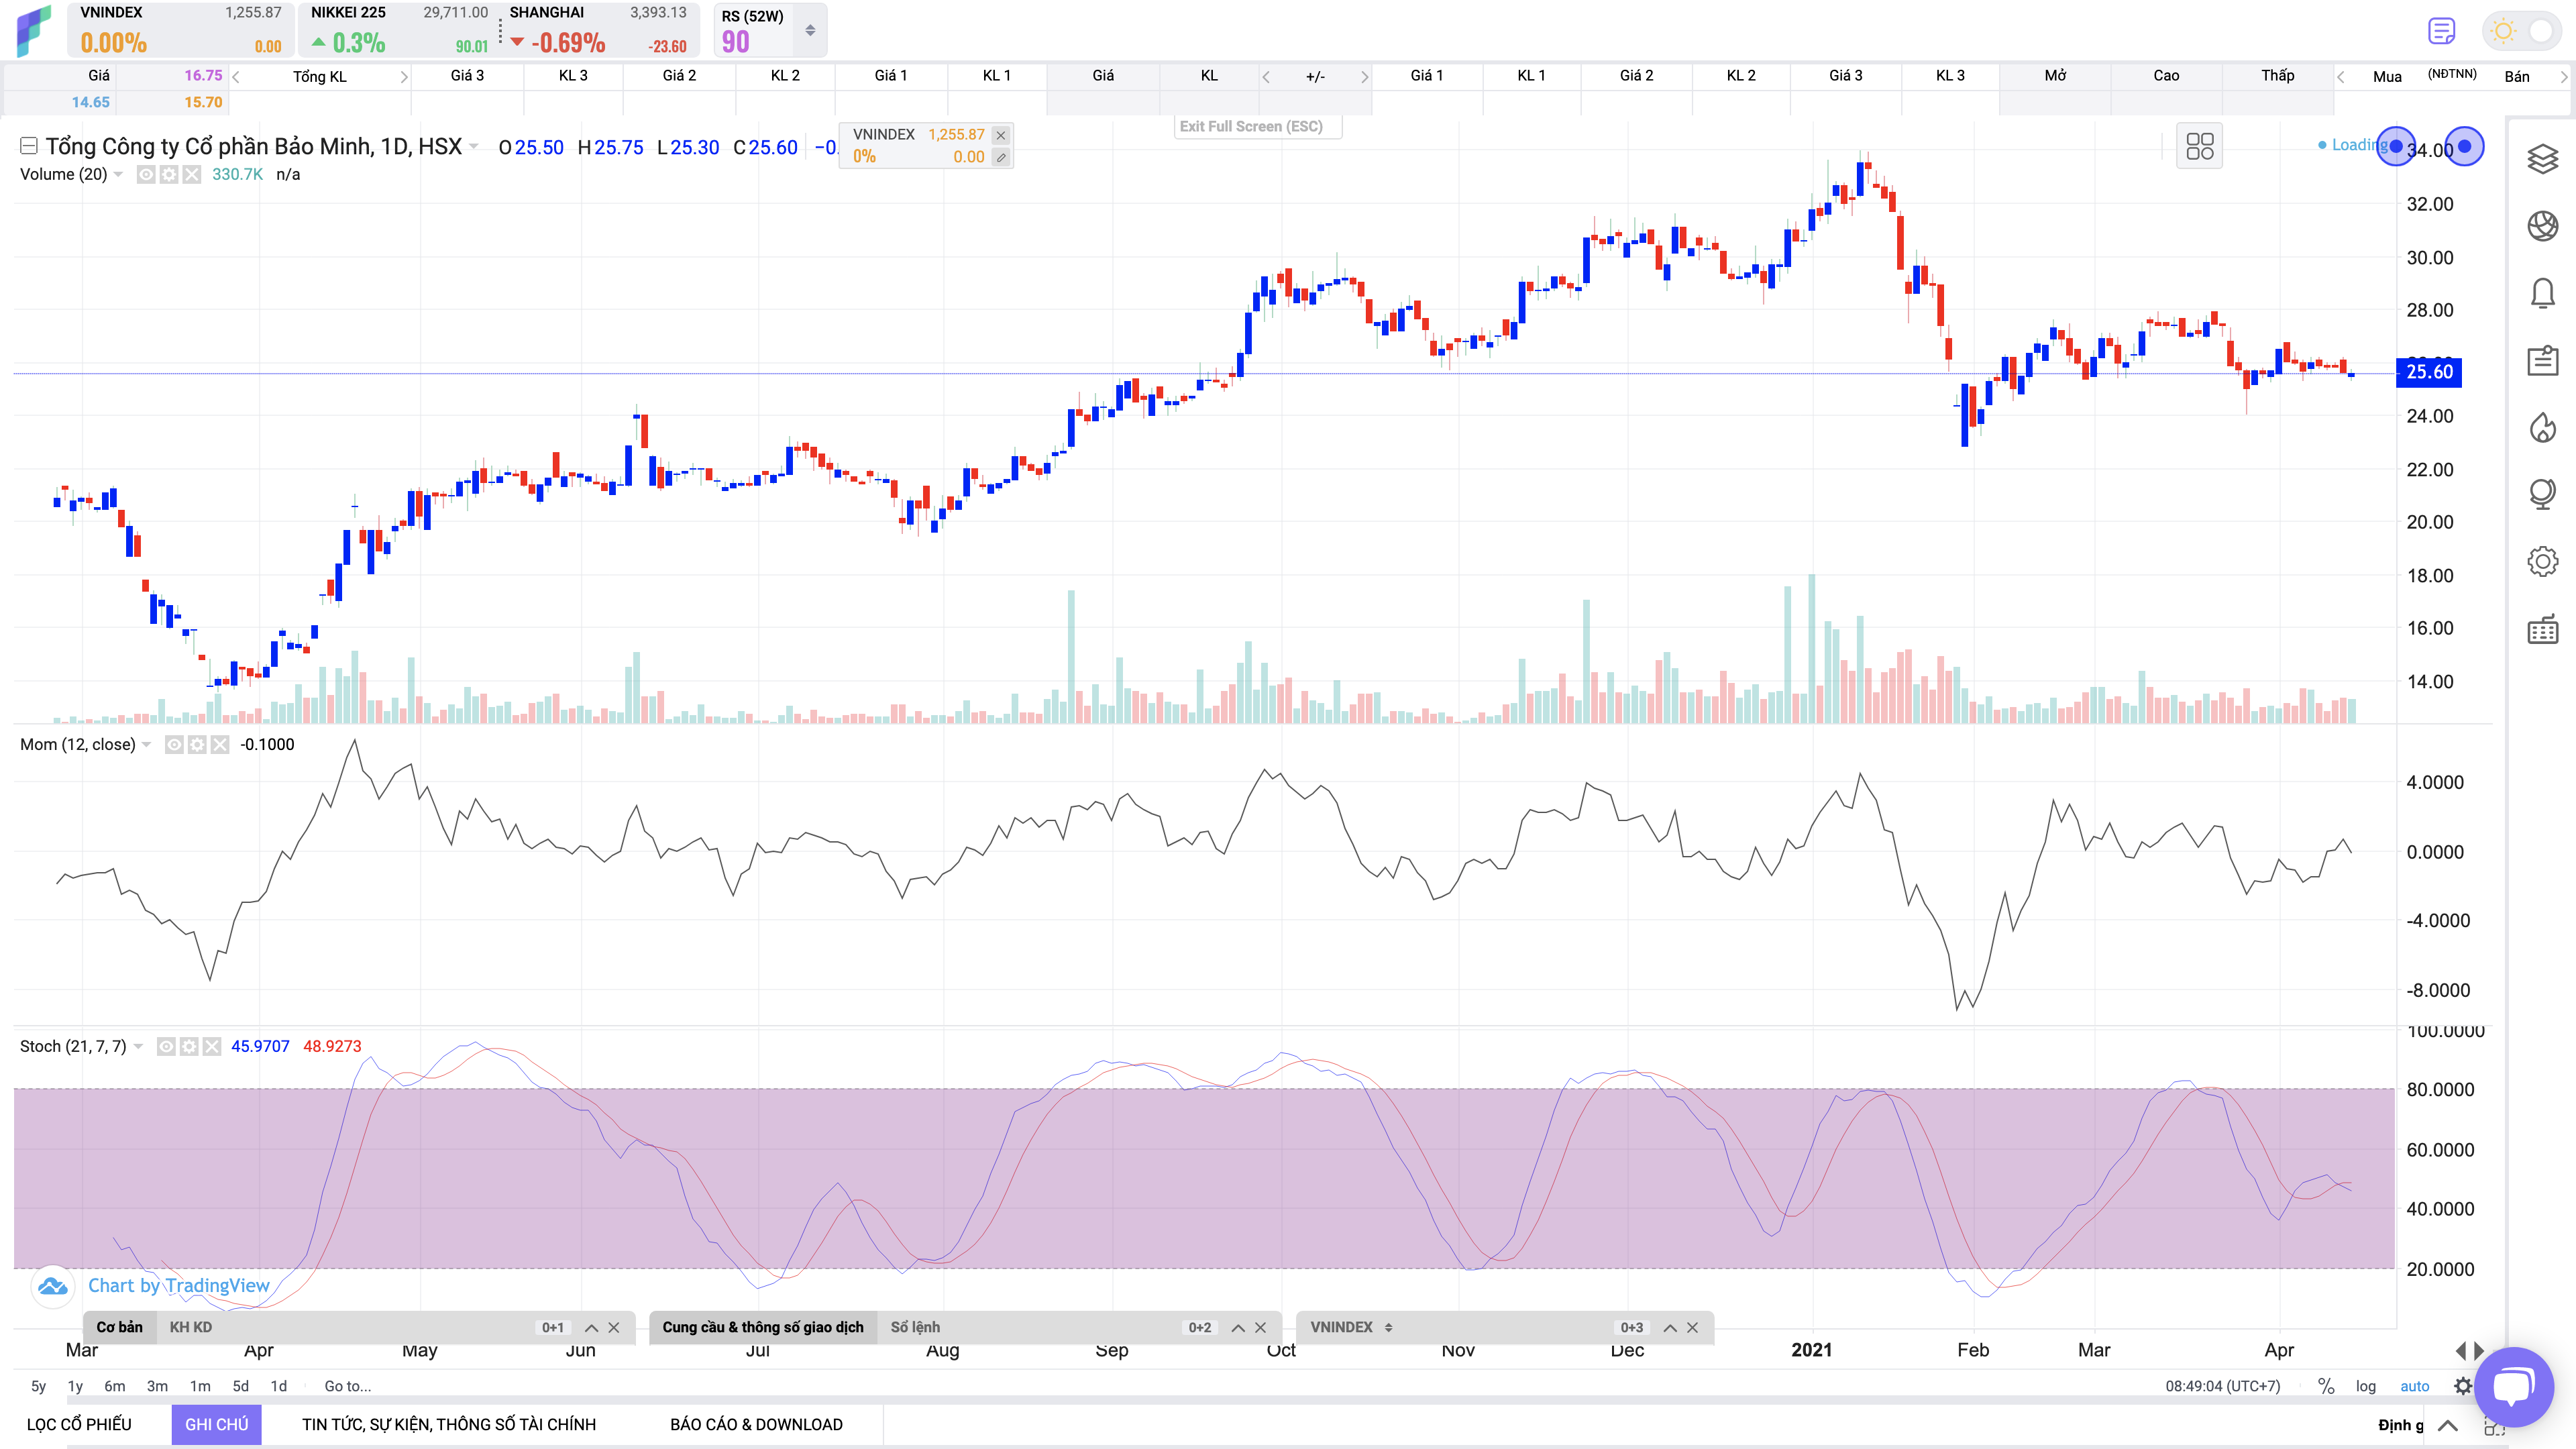 VNINDEX 1,255.87
0.00% 0.00
NIKKEI 225 29,711.00
0.3% 90.01
SHANGHAI 3,393.13
-0.69% -23.60
RS (52W)
90
Giá 16.75 Tổng KL Giá 3 KL 3 Giá 2 KL 2 Giá 1 KL 1 Giá KL +/- Giá 1 KL 1 Giá 2 KL 2 Giá 3 KL 3 Mở Cao Thấp Mua (NĐTNN) Bán
14.65 15.70
Exit Full Screen (ESC)
Tổng Công ty Cổ phần Bảo Minh, 1D, HSX O25.50 H25.75 L25.30 C25.60 −0.
VNINDEX 1,255.87
0% 0.00
Loading
Volume (20) 330.7K n/a
34.00
32.00
30.00
28.00
25.60
24.00
22.00
20.00
18.00
16.00
14.00
Mom (12, close) -0.1000
4.0000
0.0000
-4.0000
-8.0000
Stoch (21, 7, 7) 45.9707 48.9273
100.0000
80.0000
60.0000
40.0000
20.0000
Chart by TradingView
Cơ bản KH KD 0+1
Cung cầu & thông số giao dịch Sổ lệnh 0+2
VNINDEX 0+3
Mar Apr May Jun Jul Aug Sep Oct Nov Dec 2021 Feb Mar Apr
5y 1y 6m 3m 1m 5d 1d Go to... 08:49:04 (UTC+7) % log auto
LỌC CỔ PHIẾU GHI CHÚ TIN TỨC, SỰ KIỆN, THÔNG SỐ TÀI CHÍNH BÁO CÁO & DOWNLOAD Định g